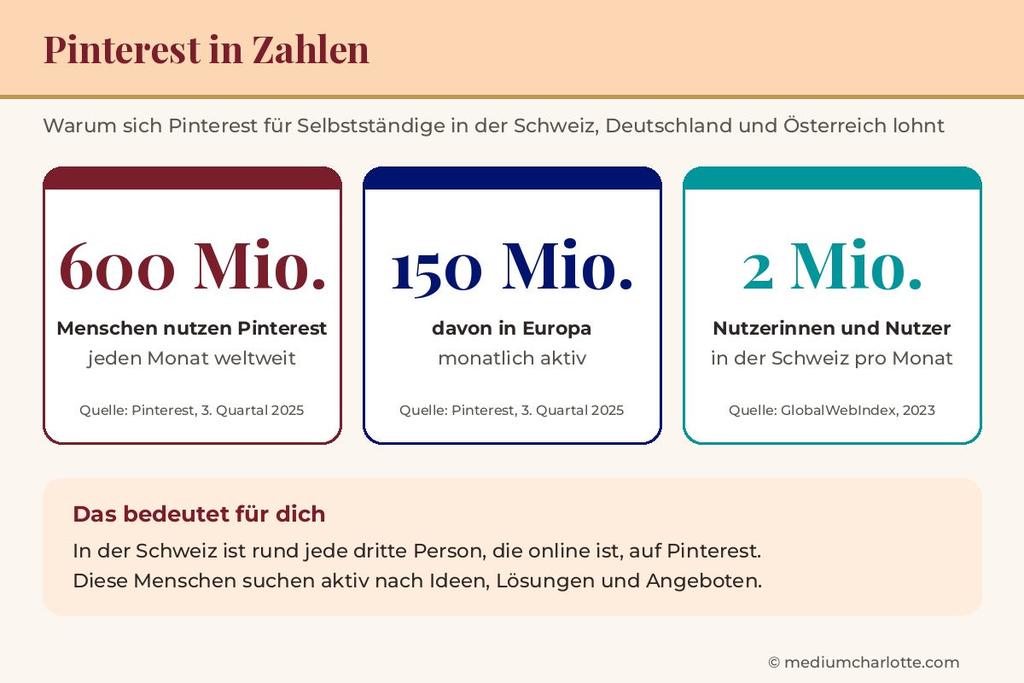 Pinterest in Zahlen
Warum sich Pinterest für Selbstständige in der Schweiz, Deutschland und Österreich lohnt
600 Mio.
Menschen nutzen Pinterest
jeden Monat weltweit
Quelle: Pinterest, 3. Quartal 2025
150 Mio.
davon in Europa
monatlich aktiv
Quelle: Pinterest, 3. Quartal 2025
2 Mio.
Nutzerinnen und Nutzer
in der Schweiz pro Monat
Quelle: GlobalWebIndex, 2023
Das bedeutet für dich
In der Schweiz ist rund jede dritte Person, die online ist, auf Pinterest.
Diese Menschen suchen aktiv nach Ideen, Lösungen und Angeboten.
© mediumcharlotte.com